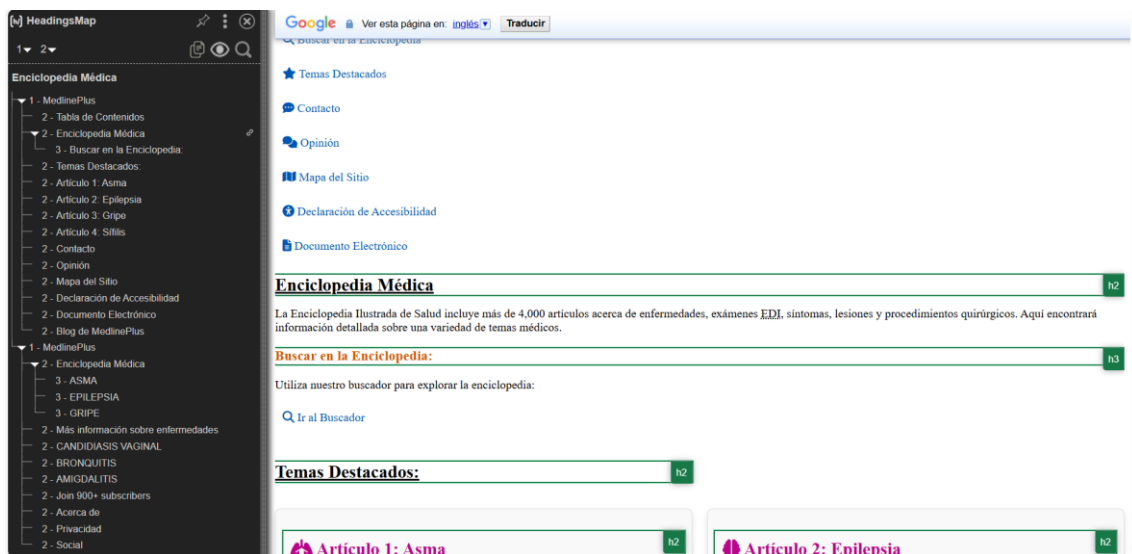 HeadingsMap
1 2
Enciclopedia Médica
1 - MedlinePlus
2 - Tabla de Contenidos
2 - Enciclopedia Médica
3 - Buscar en la Enciclopedia:
2 - Temas Destacados:
2 - Artículo 1: Asma
2 - Artículo 2: Epilepsia
2 - Artículo 3: Gripe
2 - Artículo 4: Sífilis
2 - Contacto
2 - Opinión
2 - Mapa del Sitio
2 - Declaración de Accesibilidad
2 - Documento Electrónico
2 - Blog de MedlinePlus
1 - MedlinePlus
2 - Enciclopedia Médica
3 - ASMA
3 - EPILEPSIA
3 - GRIPE
2 - Más información sobre enfermedades
2 - CANDIDIASIS VAGINAL
2 - BRONQUITIS
2 - AMIGDALITIS
2 - Join 900+ subscribers
2 - Acerca de
2 - Privacidad
2 - Social
Google Ver esta página en: inglés Traducir
Buscar en la Enciclopedia
Temas Destacados
Contacto
Opinión
Mapa del Sitio
Declaración de Accesibilidad
Documento Electrónico
Enciclopedia Médica h2
La Enciclopedia Ilustrada de Salud incluye más de 4,000 artículos acerca de enfermedades, exámenes EDI, síntomas, lesiones y procedimientos quirúrgicos. Aquí encontrará
información detallada sobre una variedad de temas médicos.
Buscar en la Enciclopedia: h3
Utiliza nuestro buscador para explorar la enciclopedia:
Ir al Buscador
Temas Destacados: h2
Artículo 1: Asma h2
Artículo 2: Epilepsia h2